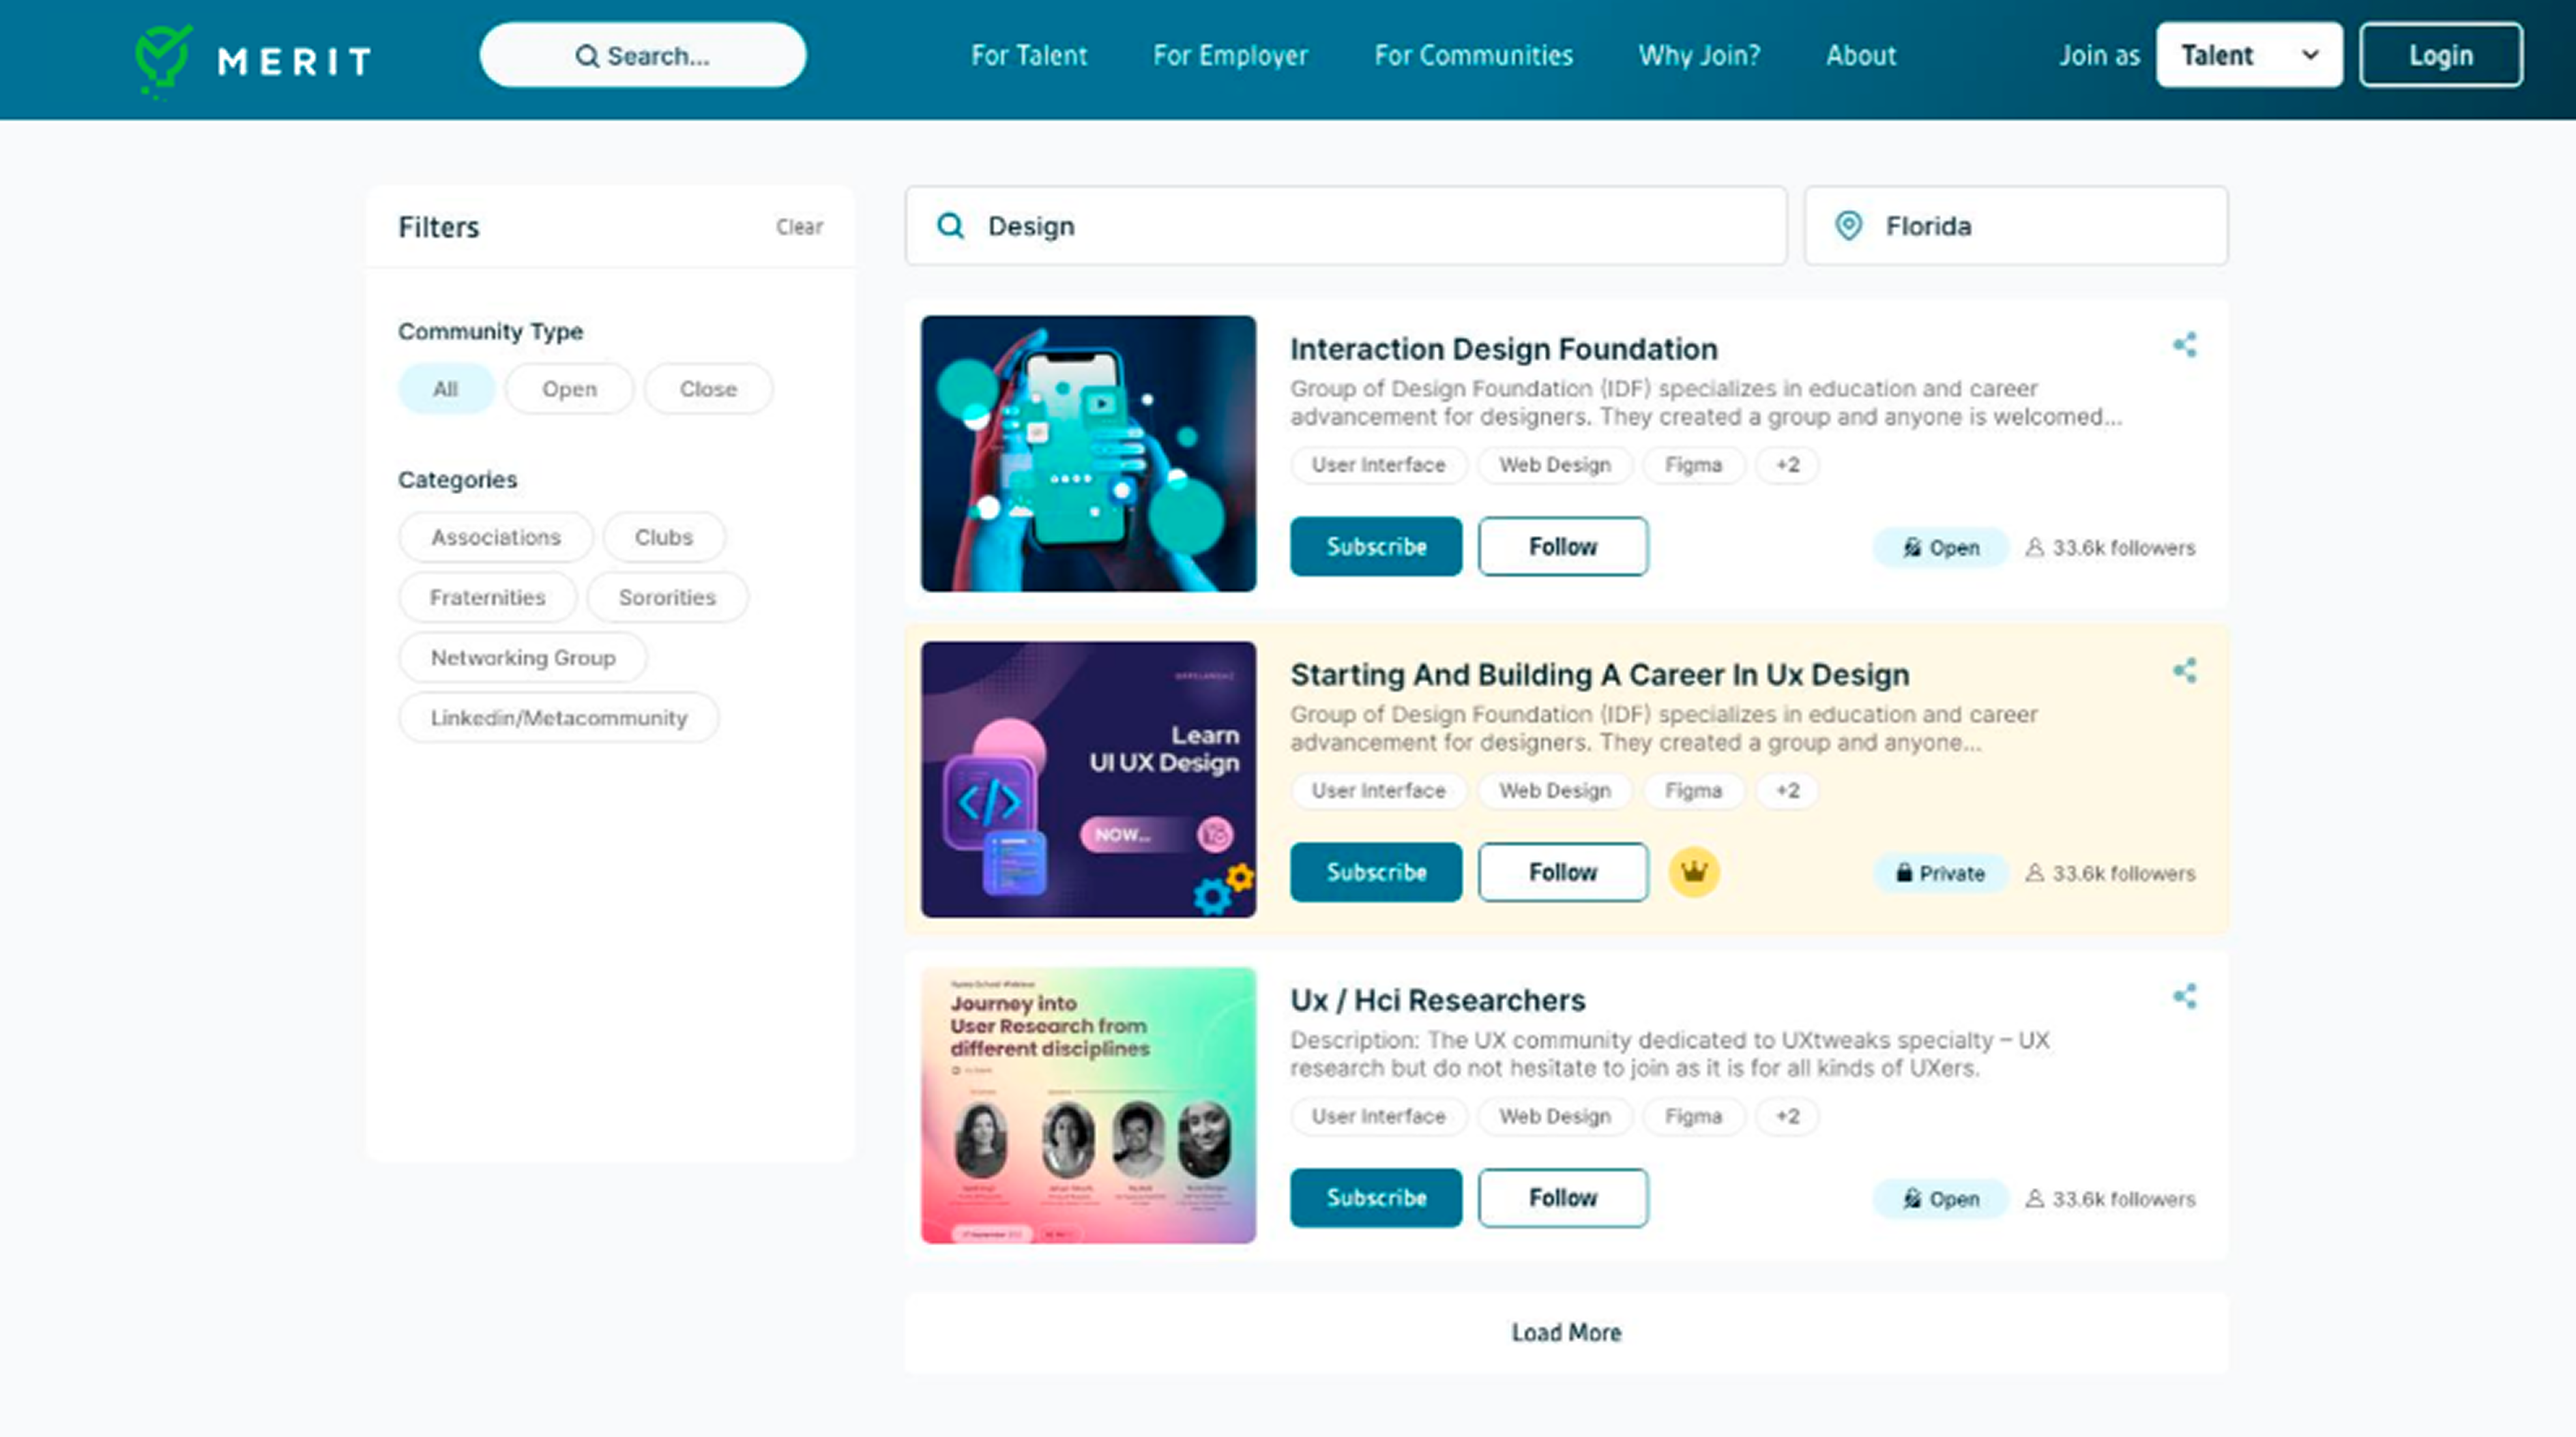 MERIT
Search...
For Talent
For Employer
For Communities
Why Join?
About
Join as
Talent
Login
Filters
Clear
Community Type
All
Open
Close
Categories
Associations
Clubs
Fraternities
Sororities
Networking Group
Linkedin/Metacommunity
Design
Florida
Interaction Design Foundation
Group of Design Foundation (IDF) specializes in education and career
advancement for designers. They created a group and anyone is welcomed...
User Interface
Web Design
Figma
+2
Subscribe
Follow
Open
33.6k followers
Learn
UI UX Design
NOW...
Starting And Building A Career In Ux Design
Group of Design Foundation (IDF) specializes in education and career
advancement for designers. They created a group and anyone...
User Interface
Web Design
Figma
+2
Subscribe
Follow
Private
33.6k followers
Journey into
User Research from
different disciplines
Ux / Hci Researchers
Description: The UX community dedicated to UXtweaks specialty – UX
research but do not hesitate to join as it is for all kinds of UXers.
User Interface
Web Design
Figma
+2
Subscribe
Follow
Open
33.6k followers
Load More